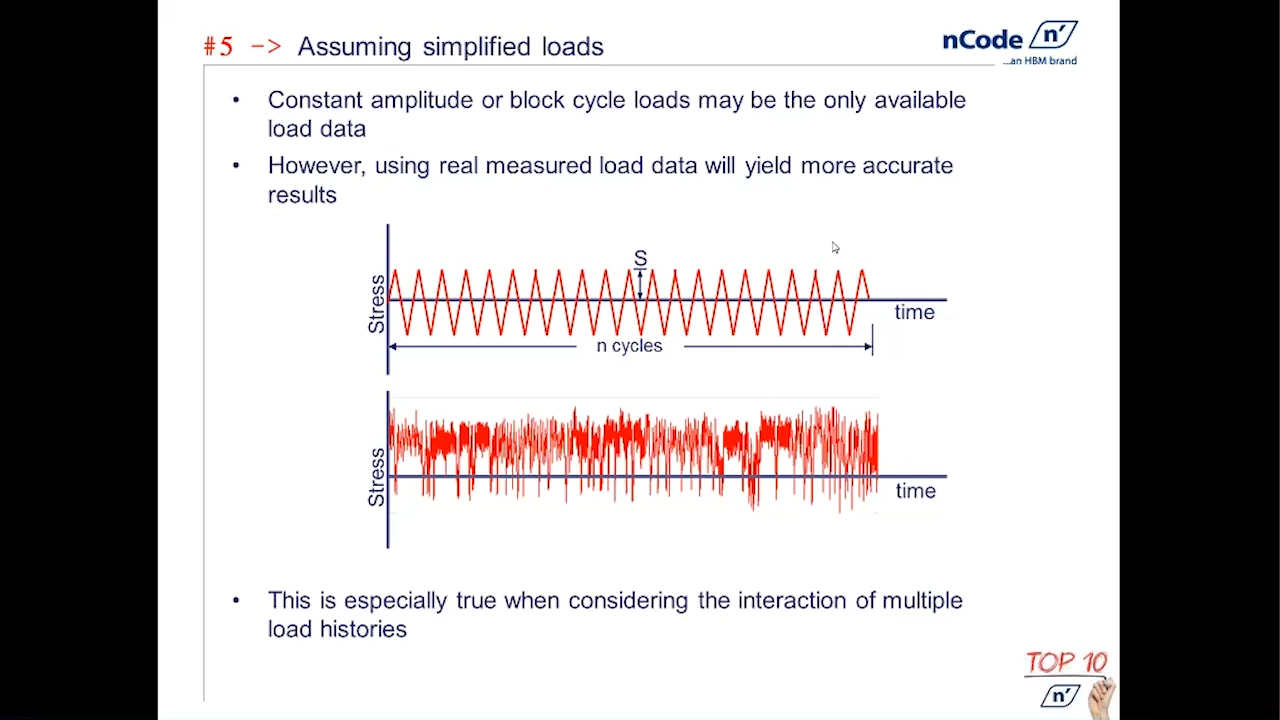 #5 -> Assuming simplified loads
nCode n'
...an HBM brand
• Constant amplitude or block cycle loads may be the only available
load data
• However, using real measured load data will yield more accurate
results
S
Stress
time
n cycles
Stress
time
• This is especially true when considering the interaction of multiple
load histories
TOP 10
n'